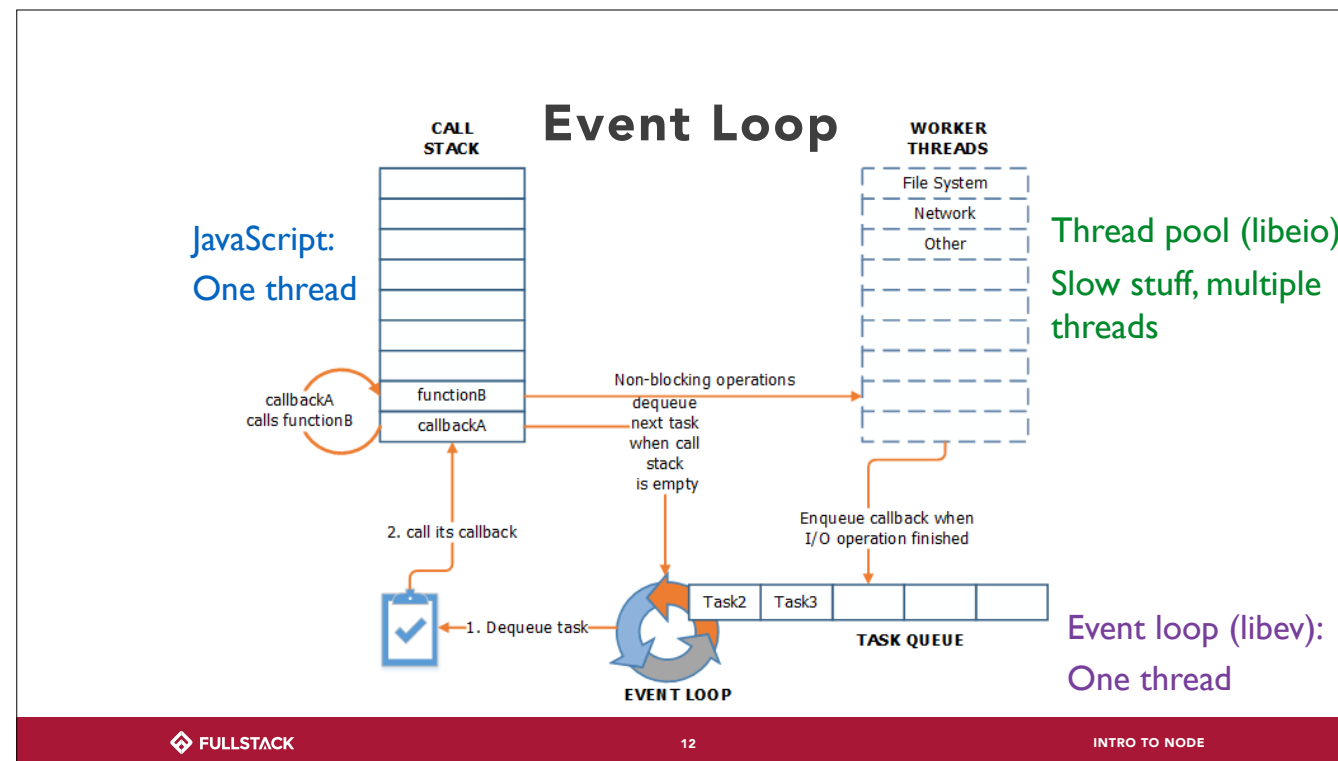 Event Loop
CALL
STACK
WORKER
THREADS
JavaScript:
One thread
File System
Network
Other
Thread pool (libeio)
Slow stuff, multiple
threads
callbackA
calls functionB
functionB
callbackA
Non-blocking operations
dequeue
next task
when call
stack
is empty
2. call its callback
Enqueue callback when
I/O operation finished
1. Dequeue task
Task2
Task3
TASK QUEUE
EVENT LOOP
Event loop (libev):
One thread
FULLSTACK
12
INTRO TO NODE